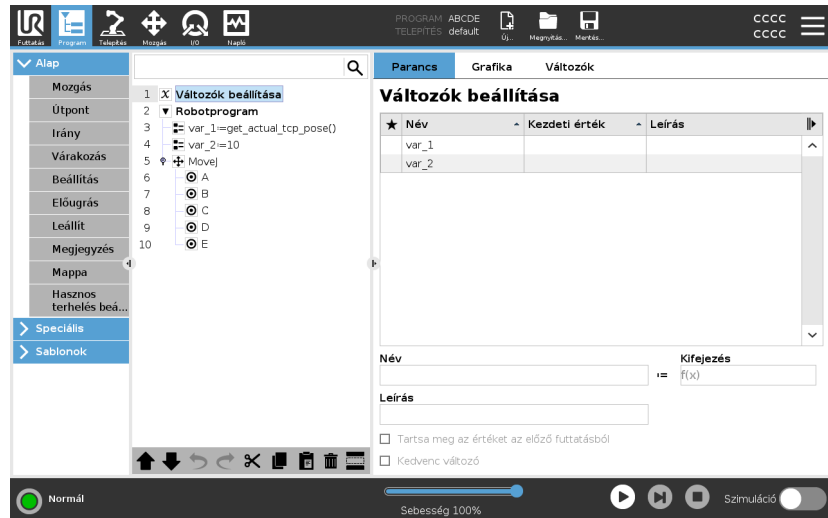 PROGRAM ABCDE
TELEPÍTÉS default
CCCC
CCCC
Futtatás
Program
Telepítés
Mozgás
I/O
Napló
Új...
Megnyitás...
Mentés...
Alap
Mozgás
Útpont
Irány
Várakozás
Beállítás
Előugrás
Leállít
Megjegyzés
Mappa
Hasznos
terhelés beá...
Speciális
Sablonok
1 X Változók beállítása
2 Robotprogram
3 var_1:=get_actual_tcp_pose()
4 var_2:=10
5 MoveJ
6 A
7 B
8 C
9 D
10 E
Parancs
Grafika
Változók
Változók beállítása
Név
Kezdeti érték
Leírás
var_1
var_2
Név
Kifejezés
:=
f(x)
Leírás
Tartsa meg az értéket az előző futtatásból
Kedvenc változó
Normál
Sebesség 100%
Szimuláció